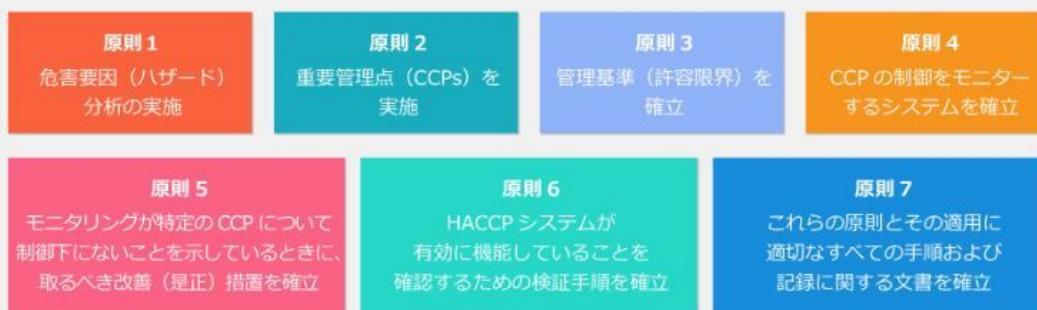 原則 1
危害要因（ハザード）
分析の実施
原則 2
重要管理点（CCPs）を
実施
原則 3
管理基準（許容限界）を
確立
原則 4
CCP の制御をモニター
するシステムを確立
原則 5
モニタリングが特定の CCP について
制御下にないことを示しているときに、
取るべき改善（是正）措置を確立
原則 6
HACCP システムが
有効に機能していることを
確認するための検証手順を確立
原則 7
これらの原則とその適用に
適切なすべての手順および
記録に関する文書を確立